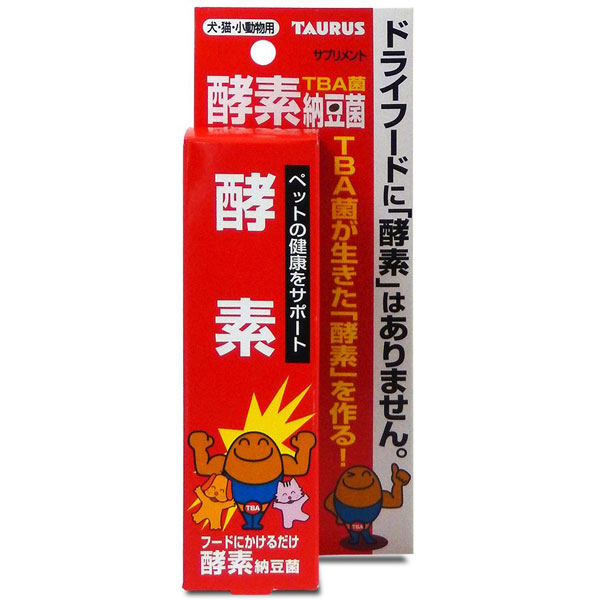 犬・猫・小動物用
TAURUS
サプリメント
酵素
TBA菌
納豆菌
ドライフードに「酵素」はありません。
TBA菌が生きた「酵素」を作る!
ペットの健康をサポート
酵素
TBA
TBA
フードにかけるだけ
酵素納豆菌